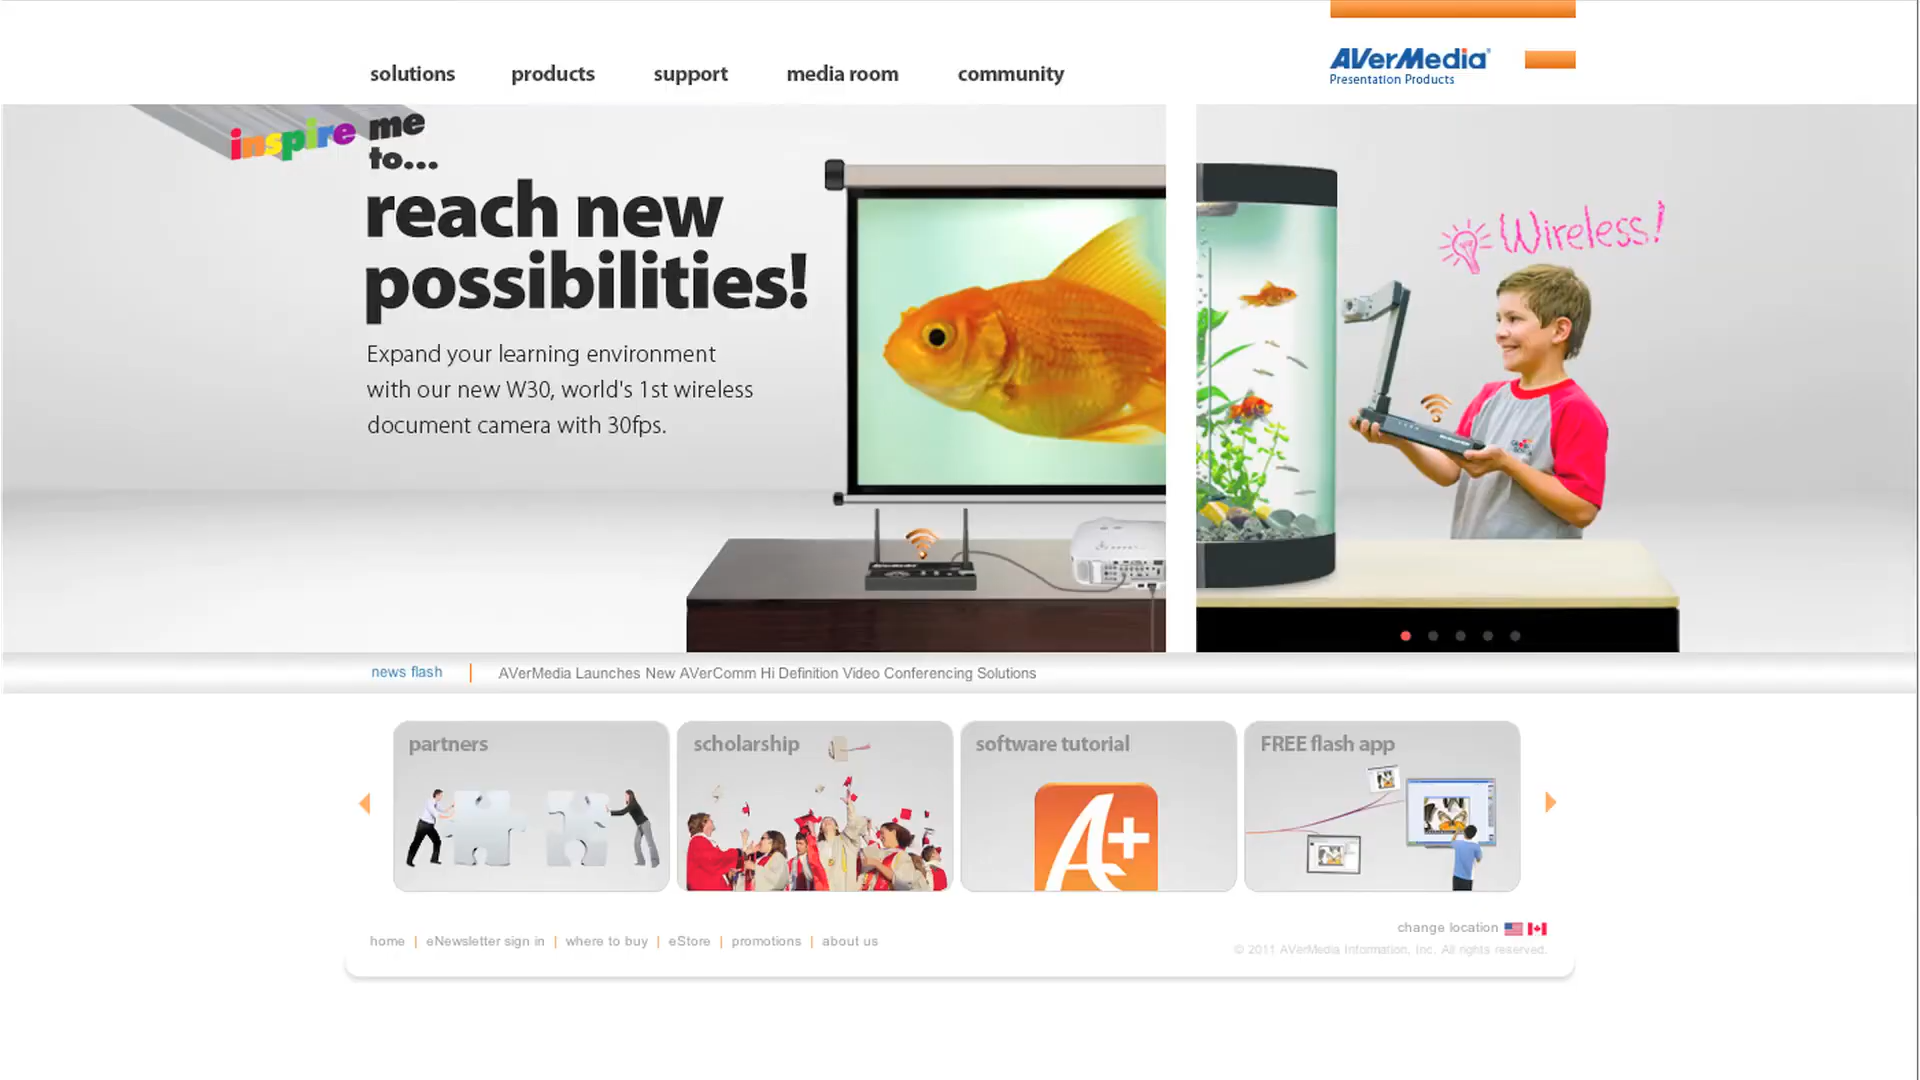 solutions products support media room community
AVerMedia
Presentation Products
inspire me
to...
reach new
possibilities!
Expand your learning environment
with our new W30, world's 1st wireless
document camera with 30fps.
Wireless!
AVerMedia
news flash | AVerMedia Launches New AVerComm Hi Definition Video Conferencing Solutions
partners
scholarship
software tutorial
A+
FREE flash app
change location
home | eNewsletter sign in | where to buy | eStore | promotions | about us
© 2011 AVerMedia Information, Inc. All rights reserved.